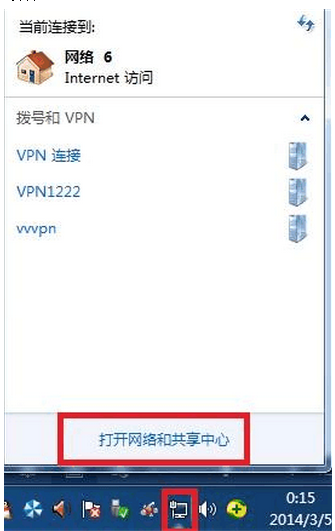 当前连接到:
网络 6
Internet 访问
拨号和 VPN
VPN 连接
VPN1222
vvvpn
打开网络和共享中心
0:15
2014/3/5